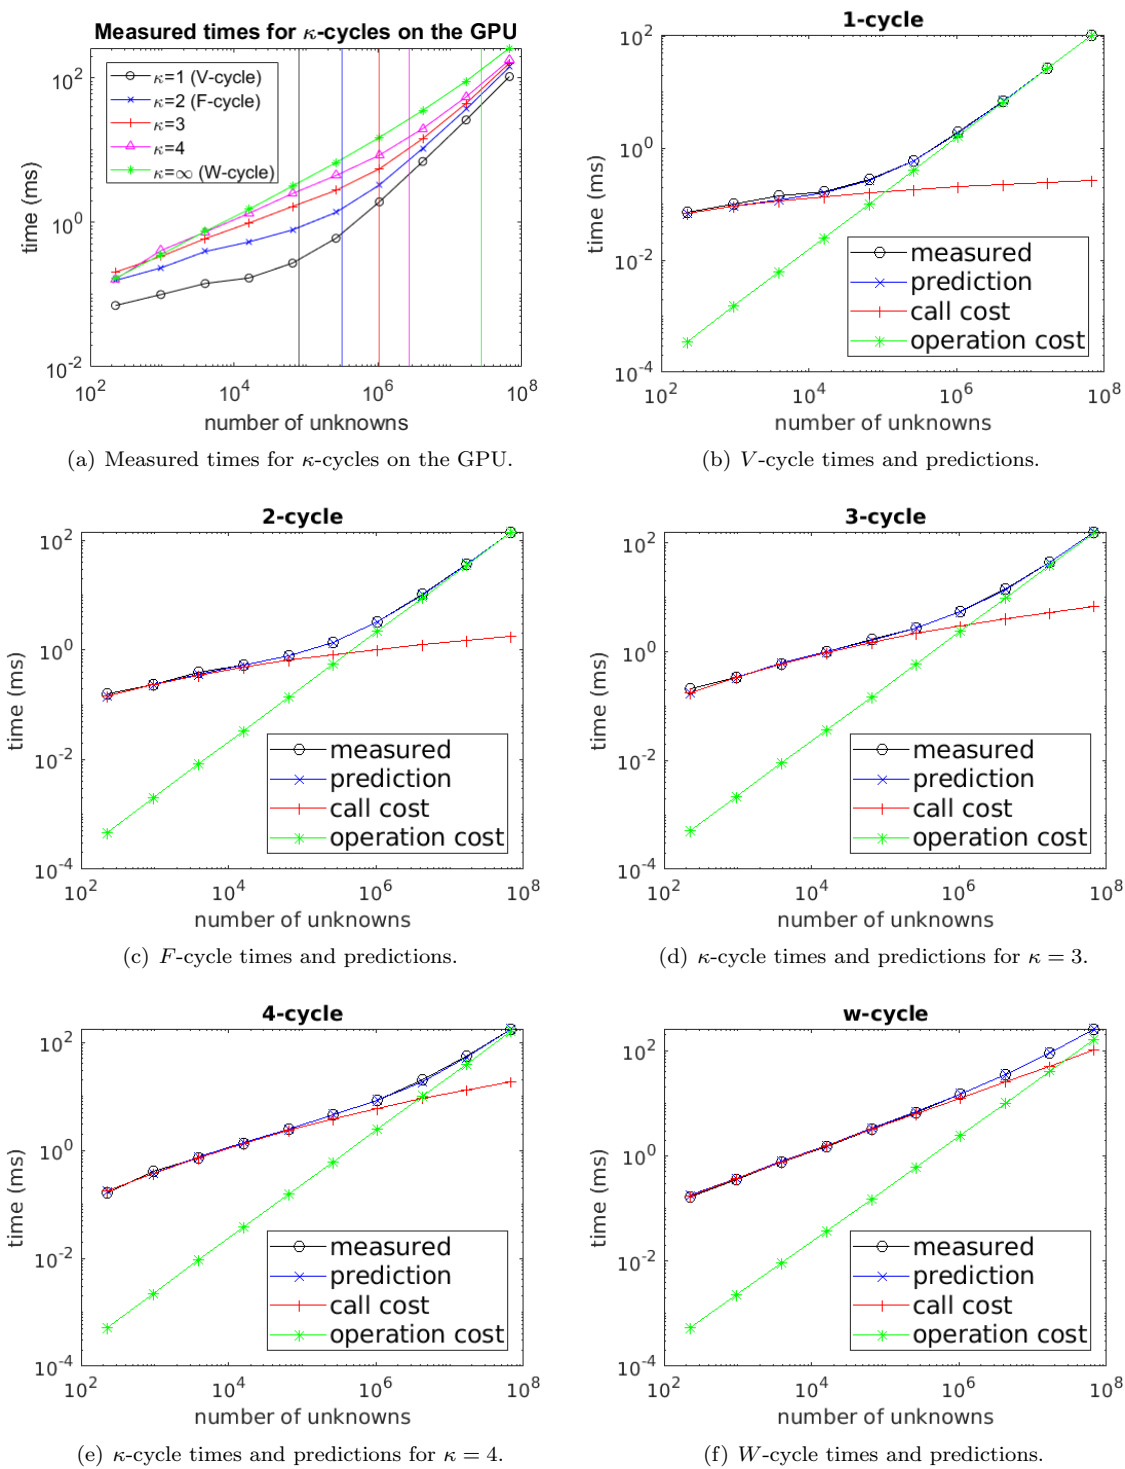 Measured times for κ-cycles on the GPU
time (ms)
10^2
10^0
10^-2
κ=1 (V-cycle)
κ=2 (F-cycle)
κ=3
κ=4
κ=∞ (W-cycle)
10^2 10^4 10^6 10^8
number of unknowns
(a) Measured times for κ-cycles on the GPU.
1-cycle
time (ms)
10^2
10^0
10^-2
10^-4
measured
prediction
call cost
operation cost
10^2 10^4 10^6 10^8
number of unknowns
(b) V-cycle times and predictions.
2-cycle
time (ms)
10^2
10^0
10^-2
10^-4
measured
prediction
call cost
operation cost
10^2 10^4 10^6 10^8
number of unknowns
(c) F-cycle times and predictions.
3-cycle
time (ms)
10^2
10^0
10^-2
10^-4
measured
prediction
call cost
operation cost
10^2 10^4 10^6 10^8
number of unknowns
(d) κ-cycle times and predictions for κ = 3.
4-cycle
time (ms)
10^2
10^0
10^-2
10^-4
measured
prediction
call cost
operation cost
10^2 10^4 10^6 10^8
number of unknowns
(e) κ-cycle times and predictions for κ = 4.
w-cycle
time (ms)
10^2
10^0
10^-2
10^-4
measured
prediction
call cost
operation cost
10^2 10^4 10^6 10^8
number of unknowns
(f) W-cycle times and predictions.